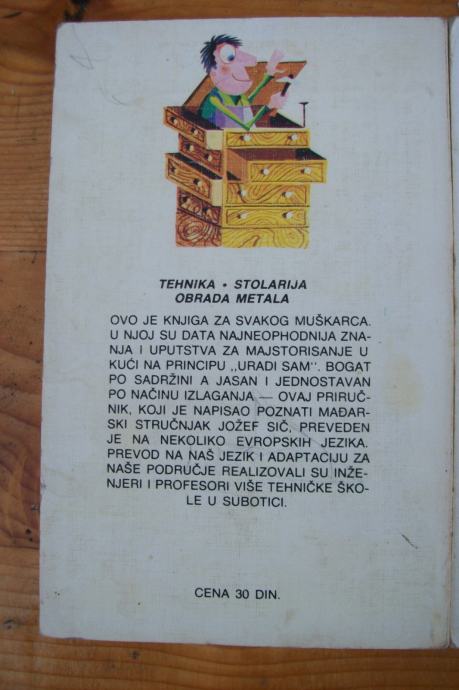 TEHNIKA • STOLARIJA
OBRADA METALA
OVO JE KNJIGA ZA SVAKOG MUŠKARCA.
U NJOJ SU DATA NAJNEOPHODNIJA ZNA-
NJA I UPUTSTVA ZA MAJSTORISANJE U
KUĆI NA PRINCIPU „URADI SAM". BOGAT
PO SADRŽINI A JASAN I JEDNOSTAVAN
PO NAČINU IZLAGANJA — OVAJ PRIRUČ-
NIK, KOJI JE NAPISAO POZNATI MAĐAR-
SKI STRUČNJAK JOŽEF SIČ, PREVEDEN
JE NA NEKOLIKO EVROPSKIH JEZIKA.
PREVOD NA NAŠ JEZIK I ADAPTACIJU ZA
NAŠE PODRUČJE REALIZOVALI SU INŽE-
NJERI I PROFESORI VIŠE TEHNIČKE ŠKO-
LE U SUBOTICI.
CENA 30 DIN.